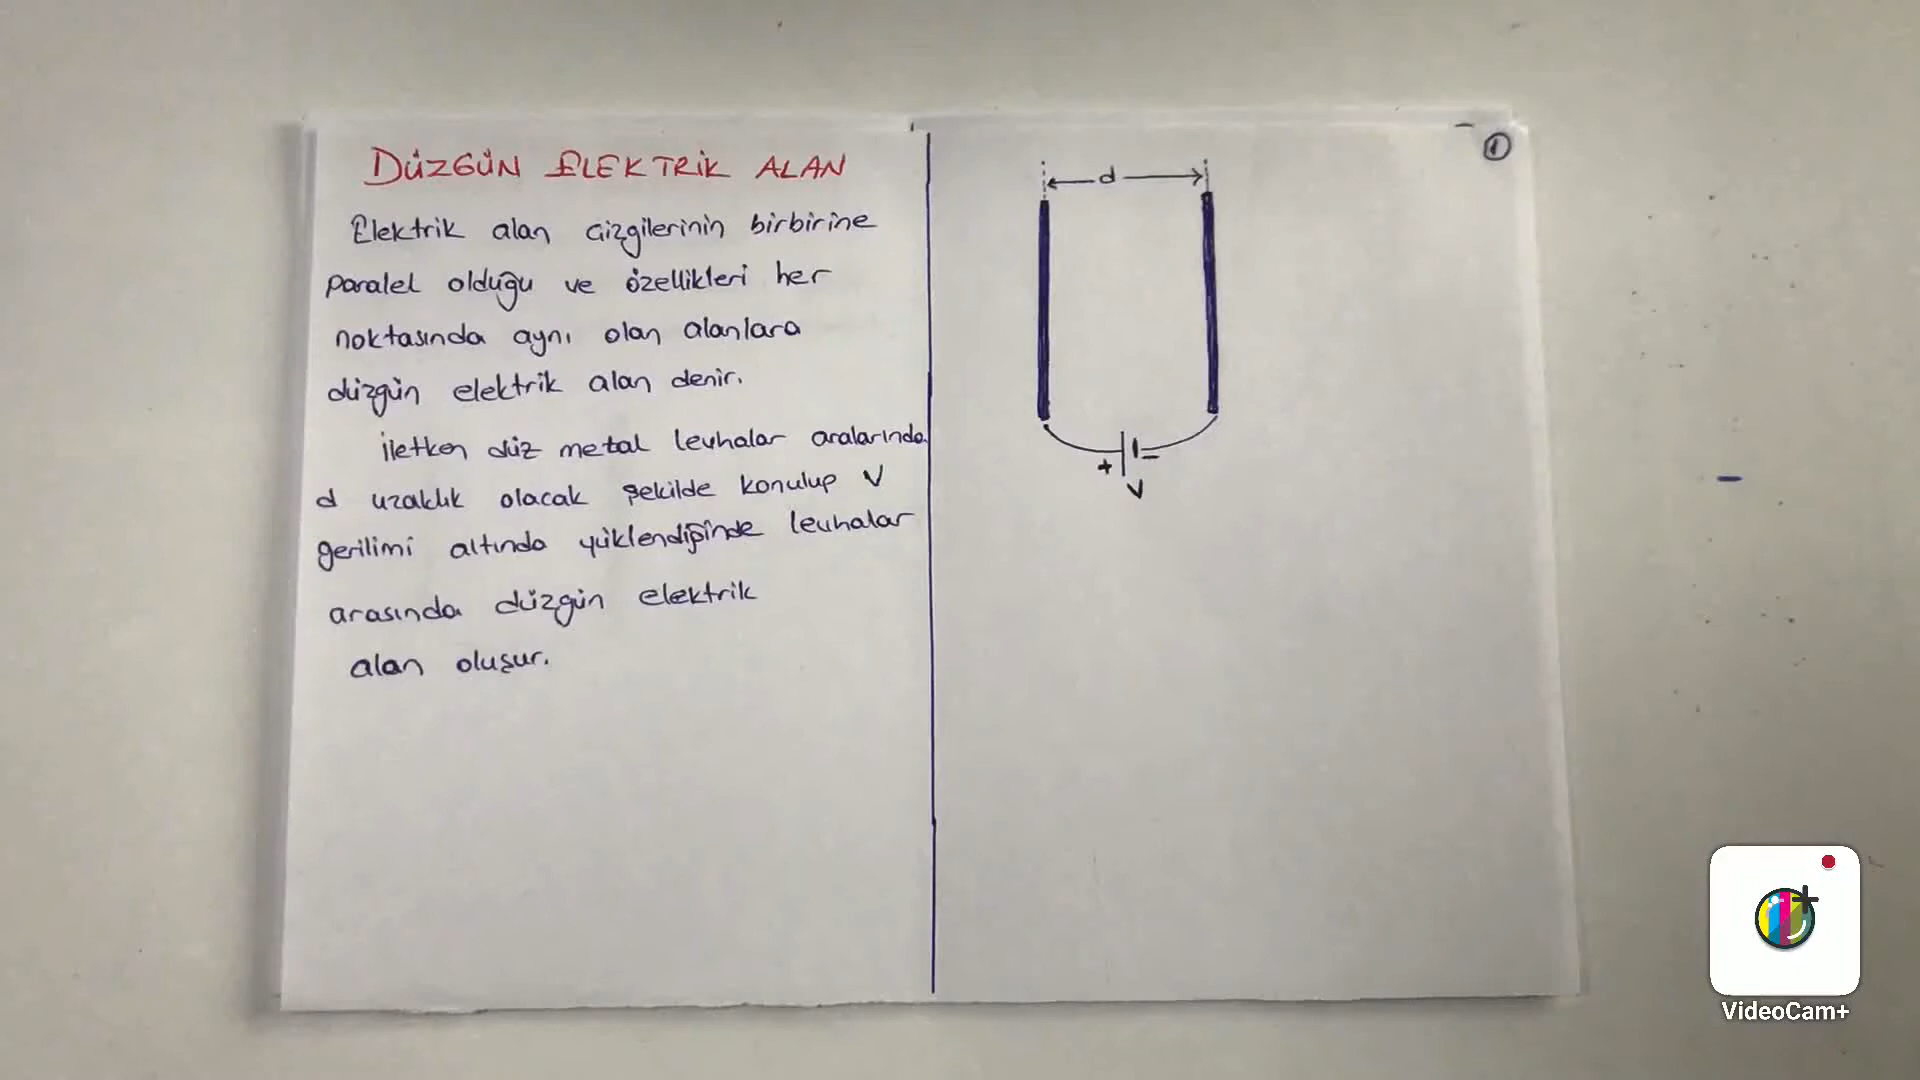 DÜZGÜN ELEKTRİK ALAN
Elektrik alan çizgilerinin birbirine
paralel olduğu ve özellikleri her
noktasında aynı olan alanlara
düzgün elektrik alan denir.
İletken düz metal levhalar aralarında
d uzaklık olacak şekilde konulup V
gerilimi altında yüklendiğinde levhalar
arasında düzgün elektrik
alan oluşur.
1
d
+ -
V
VideoCam+